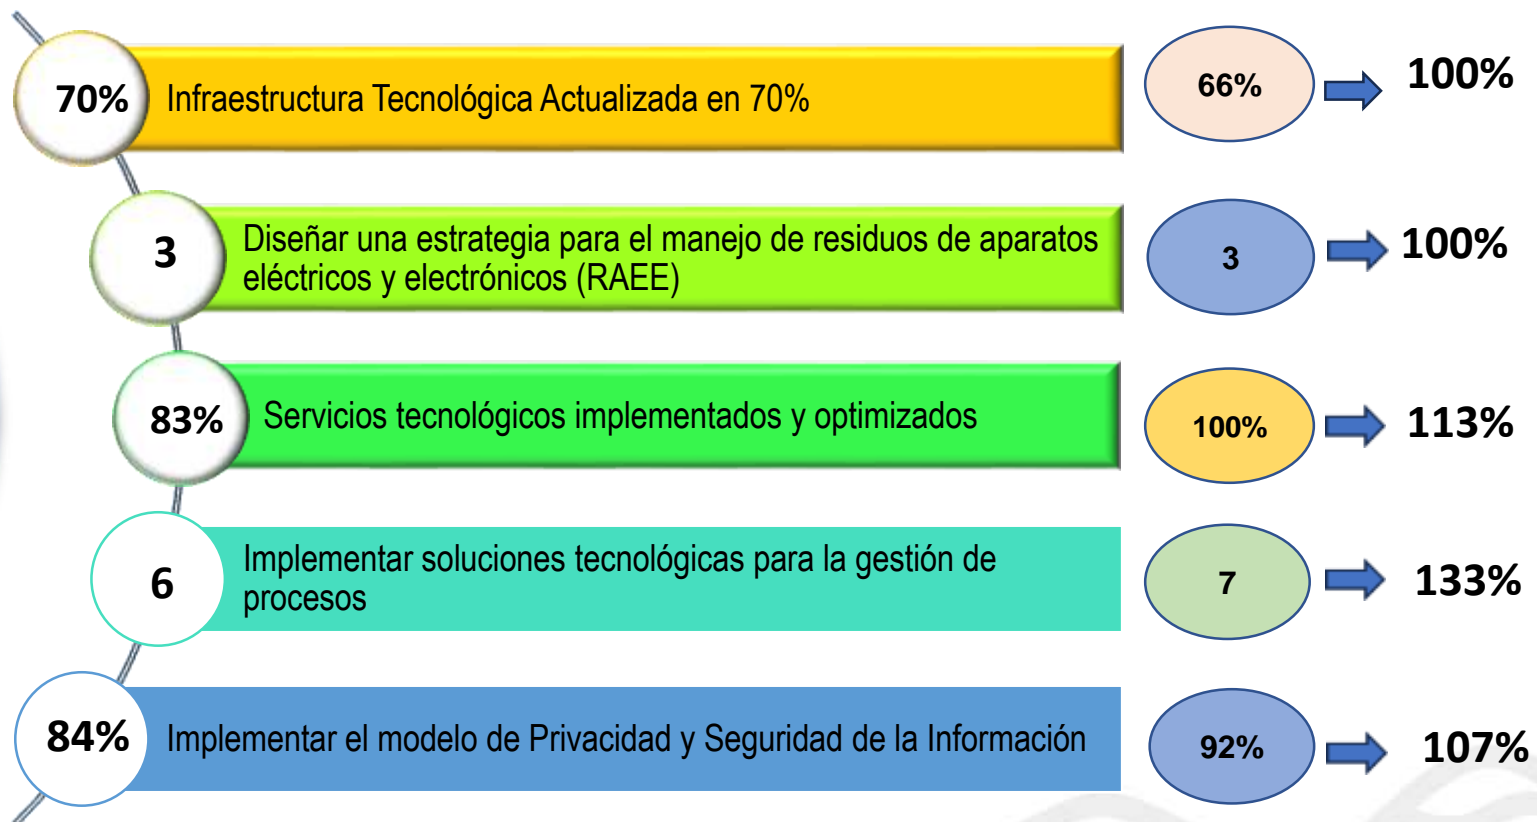 70%
Infraestructura Tecnológica Actualizada en 70%
66%
100%
3
Diseñar una estrategia para el manejo de residuos de aparatos
eléctricos y electrónicos (RAEE)
3
100%
83%
Servicios tecnológicos implementados y optimizados
100%
113%
6
Implementar soluciones tecnológicas para la gestión de
procesos
7
133%
84%
Implementar el modelo de Privacidad y Seguridad de la Información
92%
107%